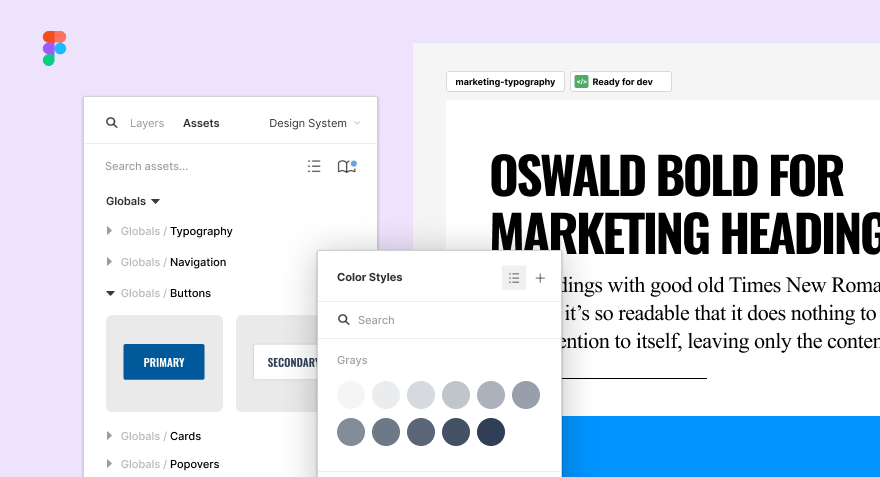 marketing-typography
</> Ready for dev
Layers Assets Design System
Search assets...
Globals
Globals / Typography
Globals / Navigation
Globals / Buttons
PRIMARY
SECONDARY
Globals / Cards
Globals / Popovers
Color Styles
Search
Grays
OSWALD BOLD FOR
MARKETING HEADING
dings with good old Times New Roma
it’s so readable that it does nothing to
ention to itself, leaving only the conten